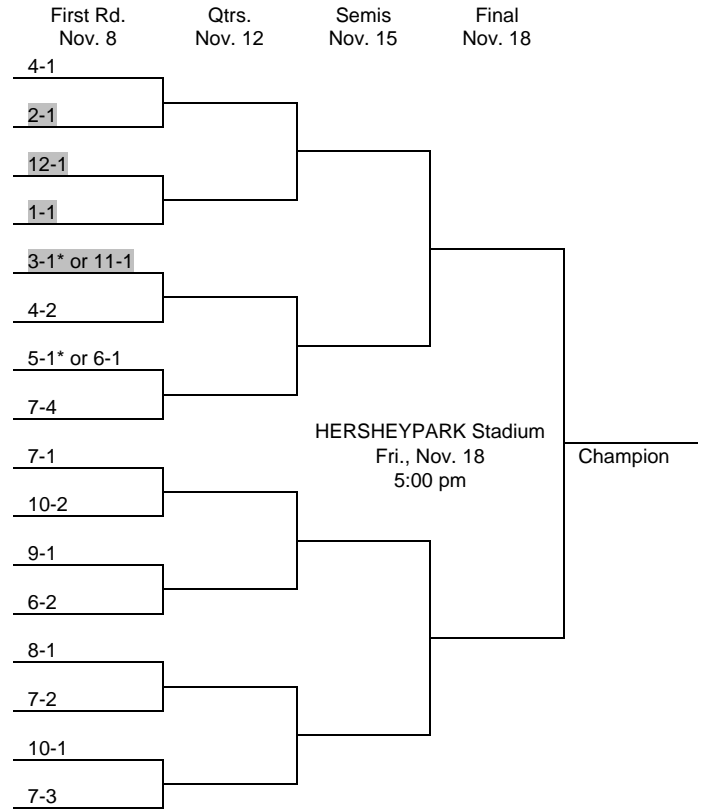 First Rd. Qtrs. Semis Final
Nov. 8 Nov. 12 Nov. 15 Nov. 18
4-1
2-1
12-1
1-1
3-1* or 11-1
4-2
5-1* or 6-1
7-4
HERSHEYPARK Stadium
Fri., Nov. 18
5:00 pm
Champion
7-1
10-2
9-1
6-2
8-1
7-2
10-1
7-3